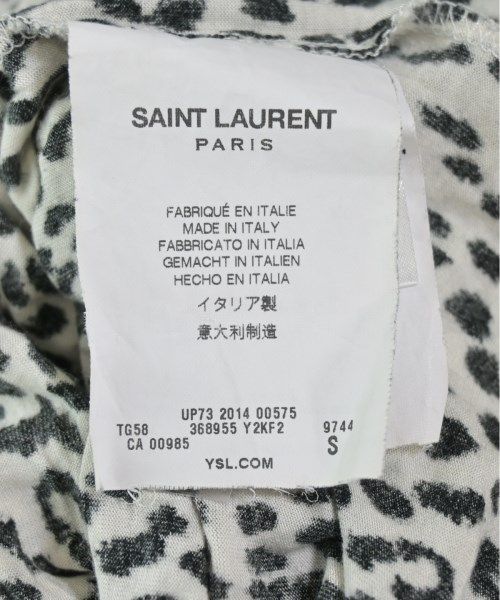 SAINT LAURENT
PARIS
FABRIQUÉ EN ITALIE
MADE IN ITALY
FABBRICATO IN ITALIA
GEMACHT IN ITALIEN
HECHO EN ITALIA
イタリア製
意大利制造
UP73 2014 00575
TG58 368955 Y2KF2 9744
CA 00985 S
YSL.COM